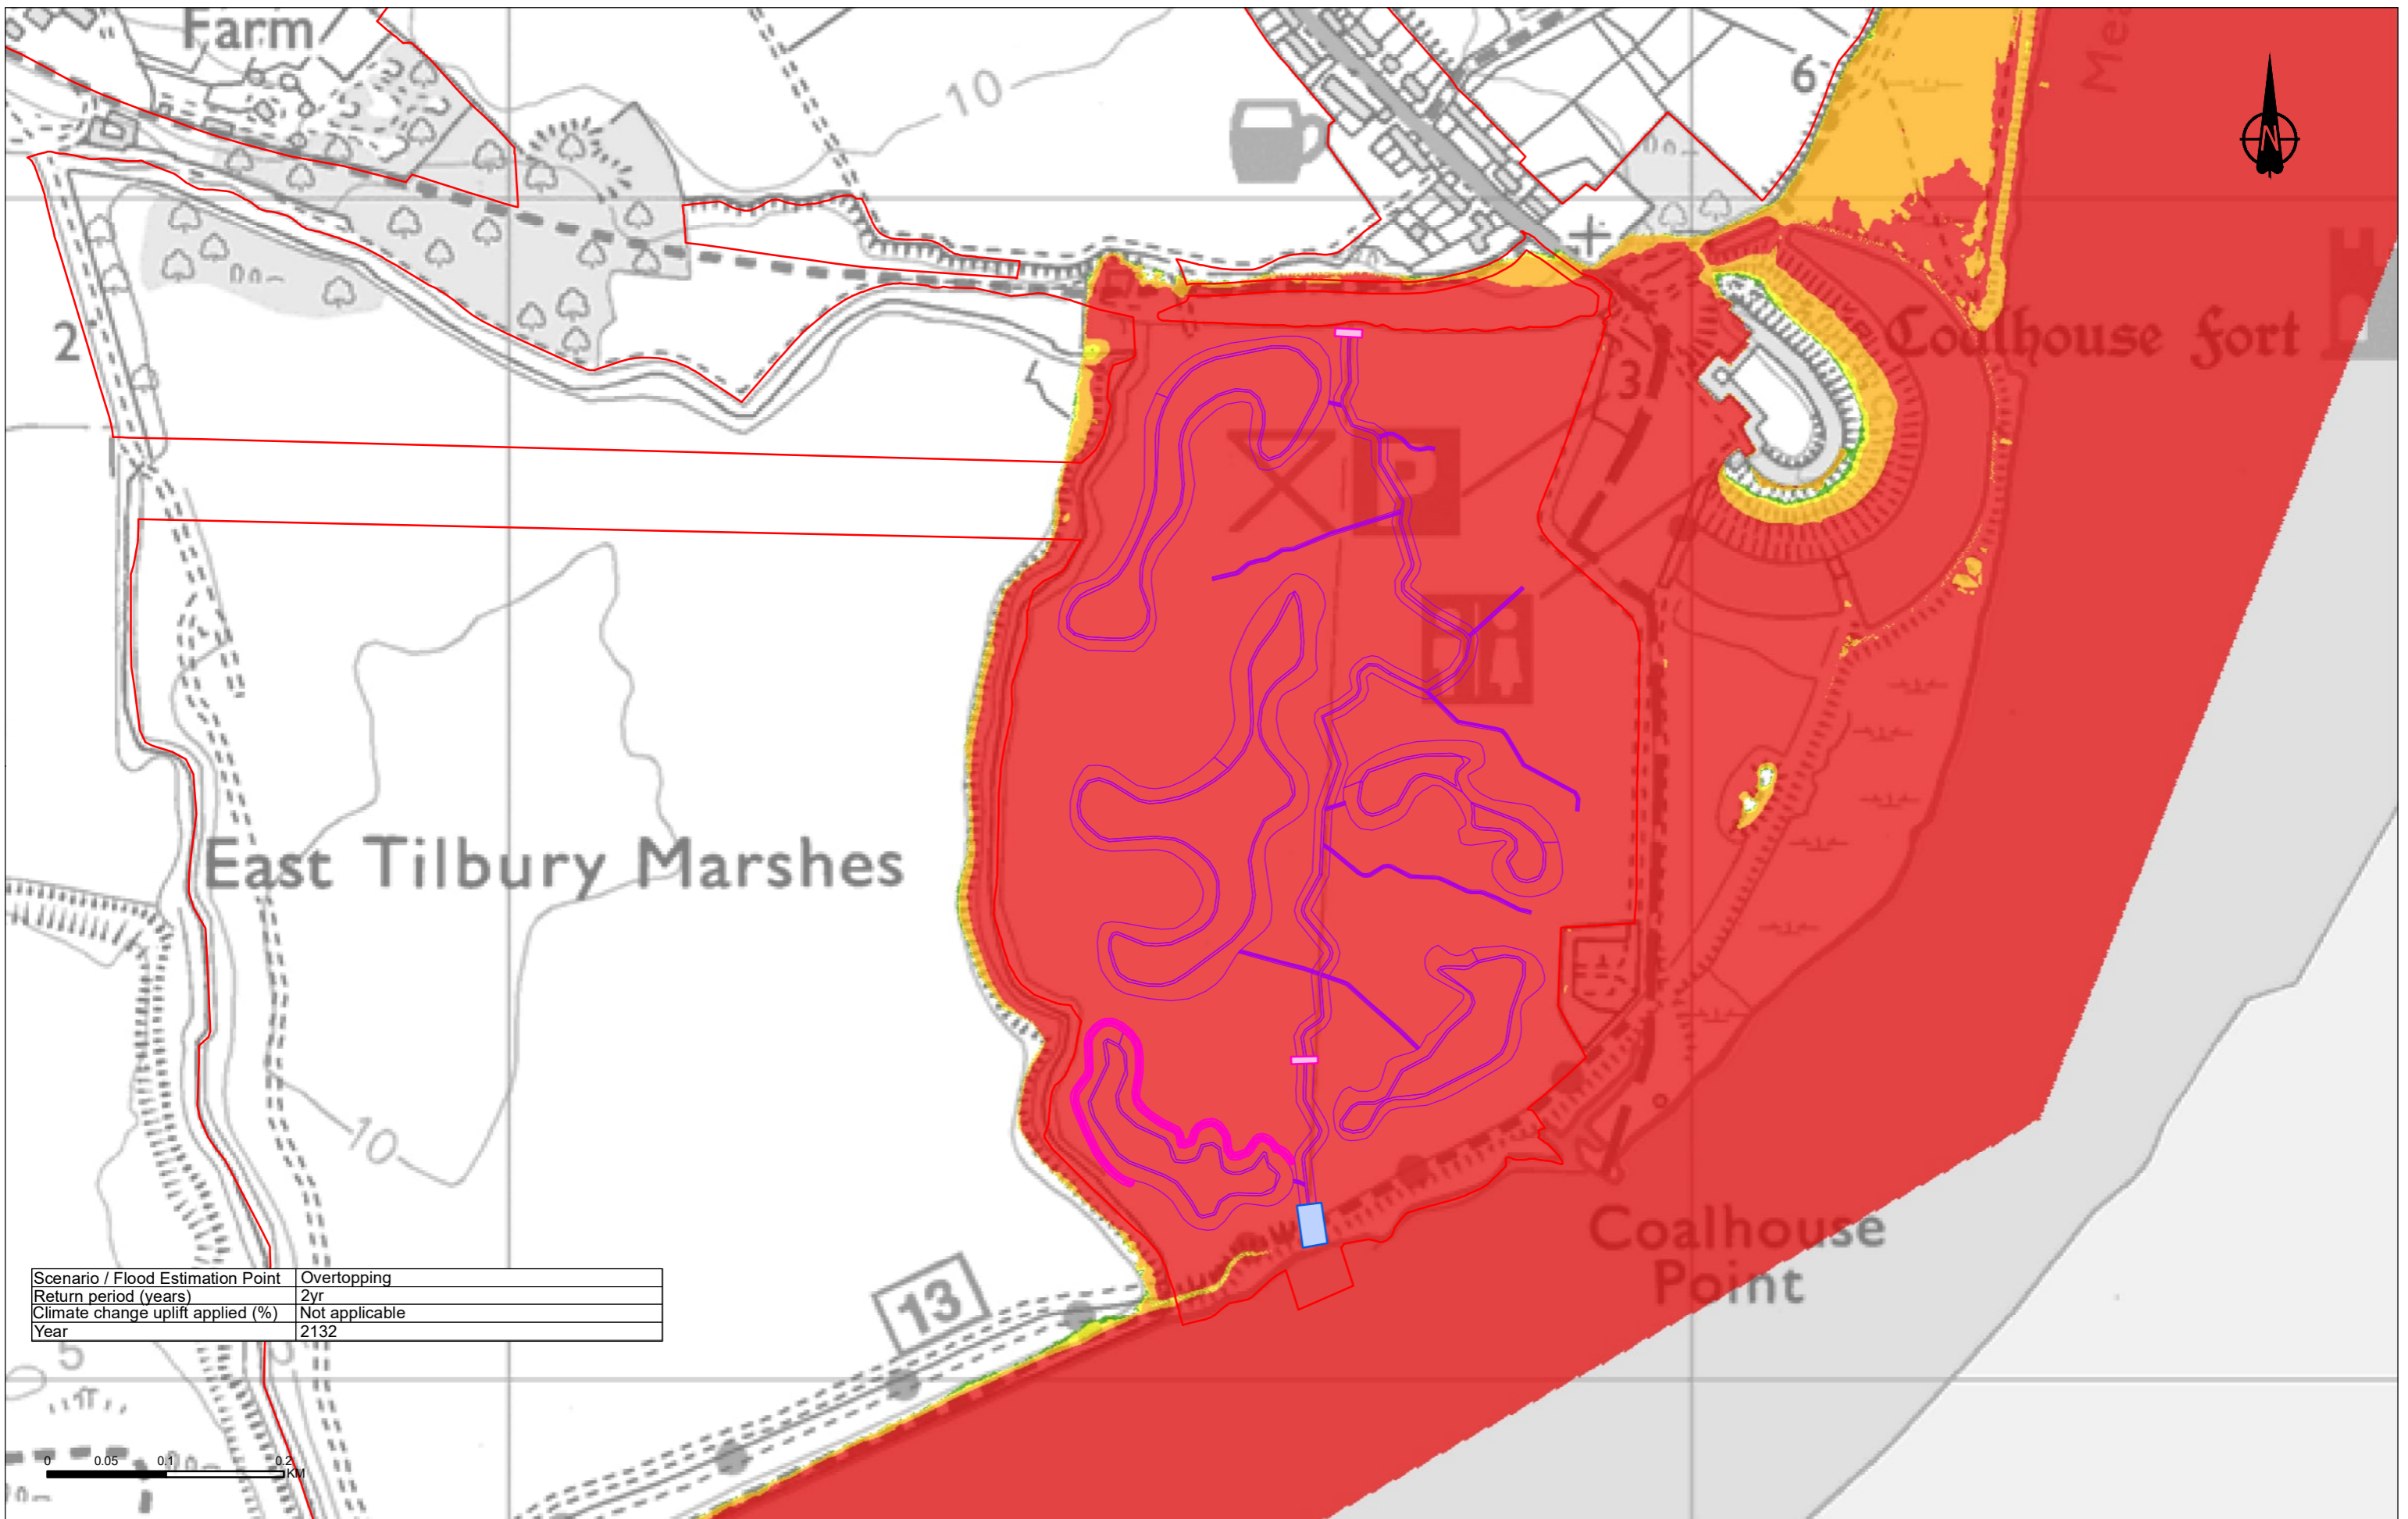 Farm
10
6
N
2
3
Coalhouse Fort
P
East Tilbury Marshes
10
Coalhouse
Point
13
Scenario / Flood Estimation Point Overtopping
Return period (years) 2yr
Climate change uplift applied (%) Not applicable
Year 2132
5
0 0.05 0.1 0.2
KM